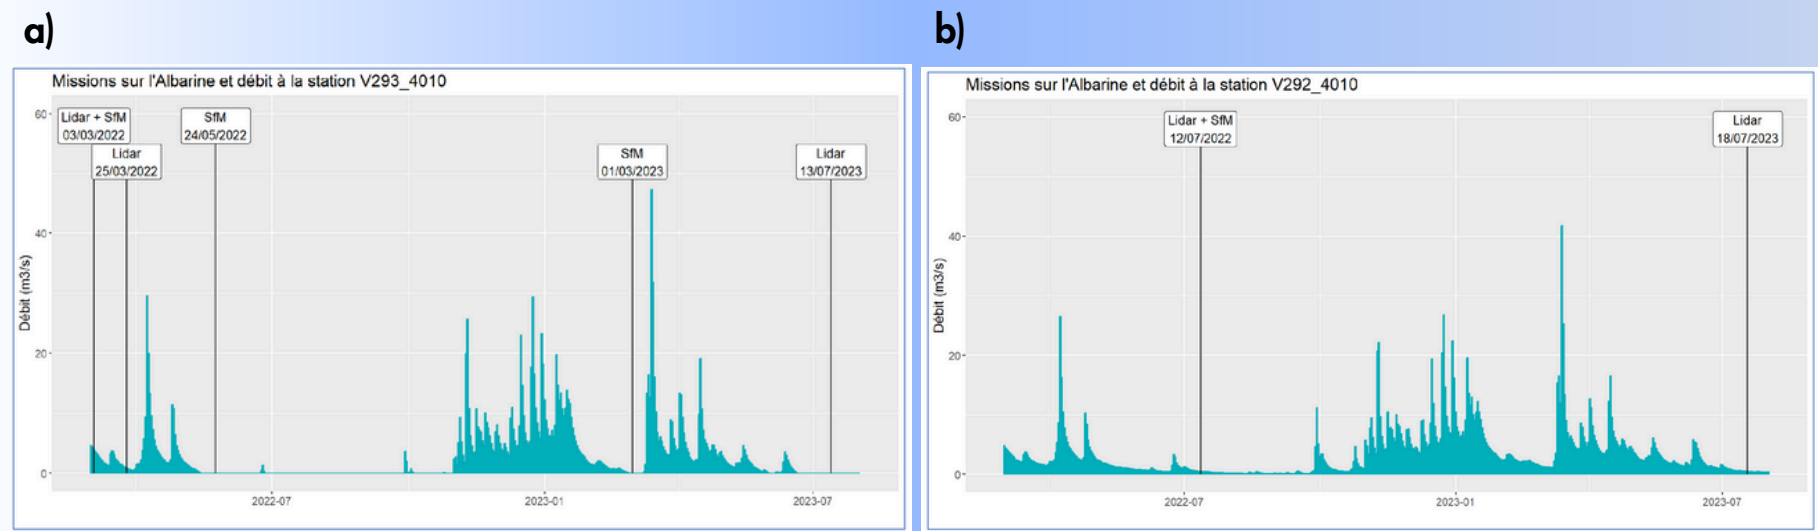 a)
Missions sur l'Albarine et débit à la station V293_4010
Lidar + SfM
03/03/2022
SfM
24/05/2022
Lidar
25/03/2022
SfM
01/03/2023
Lidar
13/07/2023
60
40
20
0
Débit (m3/s)
2022-07
2023-01
2023-07
b)
Missions sur l'Albarine et débit à la station V292_4010
Lidar + SfM
12/07/2022
Lidar
18/07/2023
60
40
20
0
Débit (m3/s)
2022-07
2023-01
2023-07